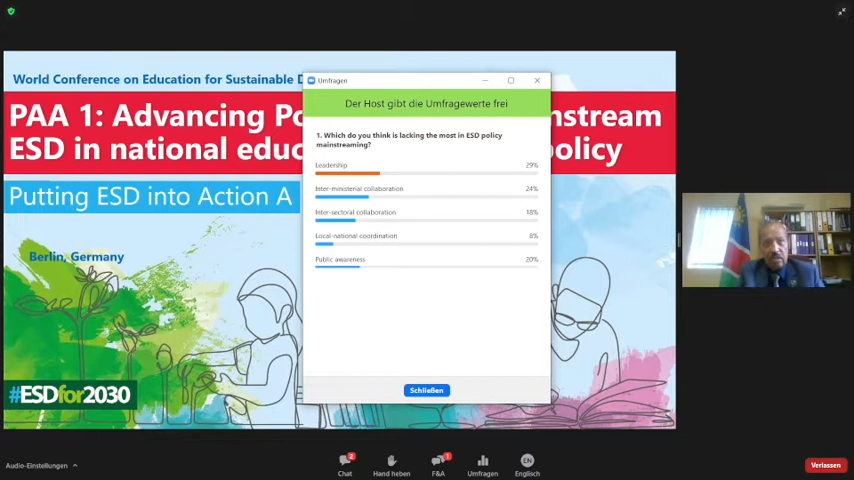 World Conference on Education for Sustainable D
PAA 1: Advancing Po
nstream
ESD in national educ
policy
Putting ESD into Action A
Berlin, Germany
#ESDfor2030
Umfragen
Der Host gibt die Umfragewerte frei
1. Which do you think is lacking the most in ESD policy
mainstreaming?
Leadership 29%
Inter-ministerial collaboration 24%
Inter-sectoral collaboration 18%
Local-national coordination 8%
Public awareness 20%
Schließen
Audio-Einstellungen
2
Chat
Hand heben
1
F&A
Umfragen
EN
Englisch
Verlassen